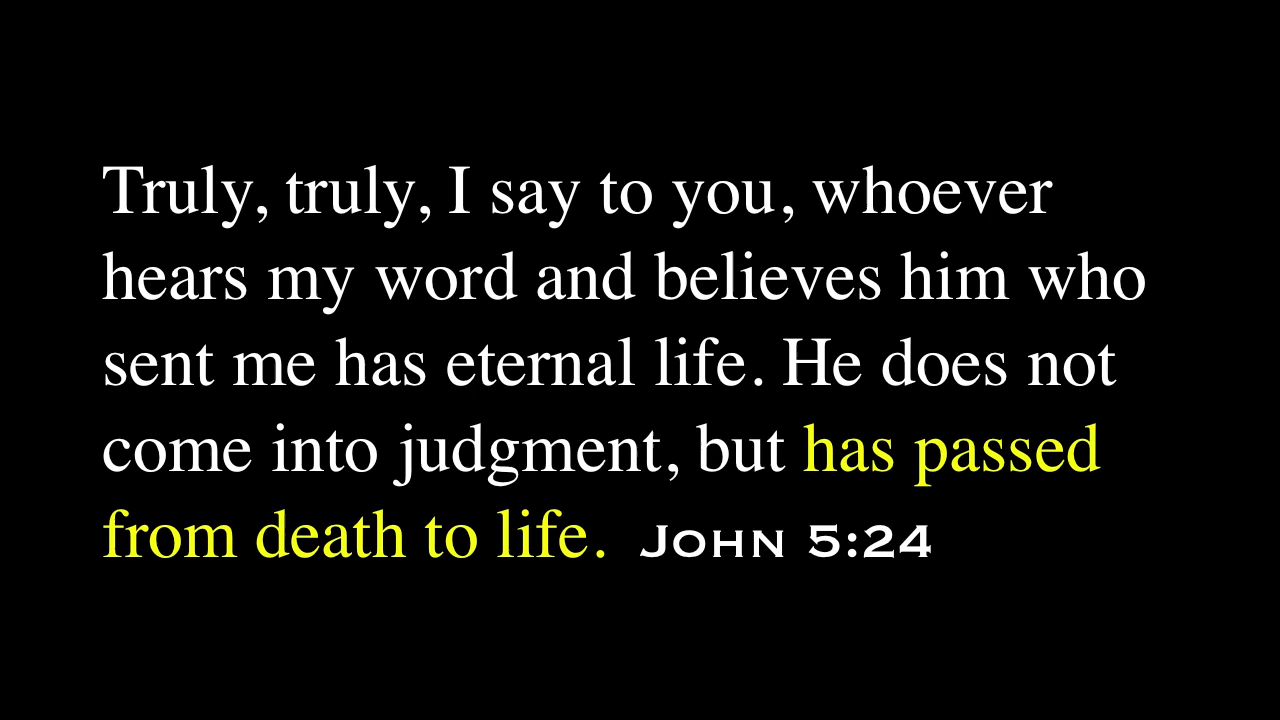 Truly, truly, I say to you, whoever
hears my word and believes him who
sent me has eternal life. He does not
come into judgment, but has passed
from death to life. John 5:24